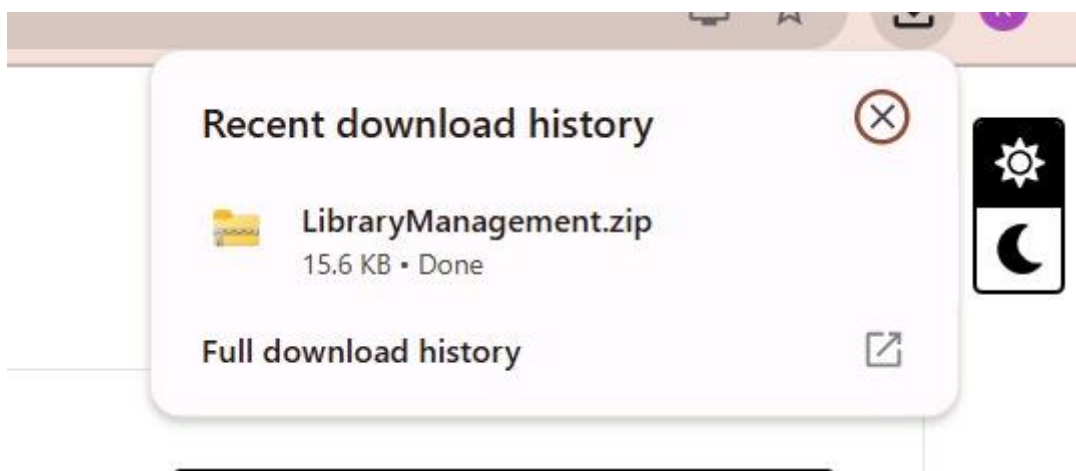 Recent download history
LibraryManagement.zip
15.6 KB • Done
Full download history